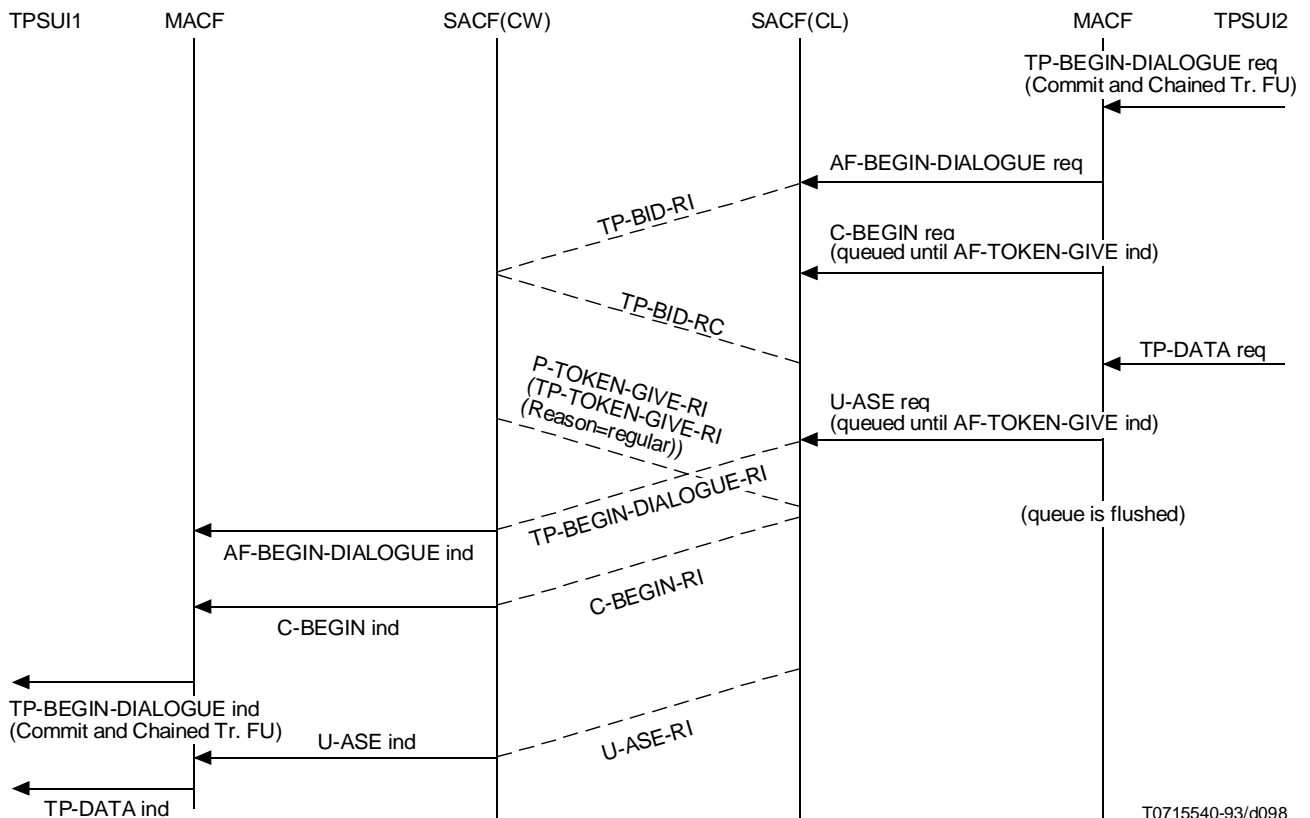 TPSUI1
MACF
SACF(CW)
SACF(CL)
MACF
TPSUI2
TP-BEGIN-DIALOGUE req
(Commit and Chained Tr. FU)
AF-BEGIN-DIALOGUE req
TP-BID-RI
C-BEGIN req
(queued until AF-TOKEN-GIVE ind)
TP-BID-RC
TP-DATA req
P-TOKEN-GIVE-RI
(TP-TOKEN-GIVE-RI
(Reason=regular))
U-ASE req
(queued until AF-TOKEN-GIVE ind)
TP-BEGIN-DIALOGUE-RI
(queue is flushed)
AF-BEGIN-DIALOGUE ind
C-BEGIN-RI
C-BEGIN ind
TP-BEGIN-DIALOGUE ind
(Commit and Chained Tr. FU)
U-ASE ind
U-ASE-RI
TP-DATA ind
T0715540-93/d098